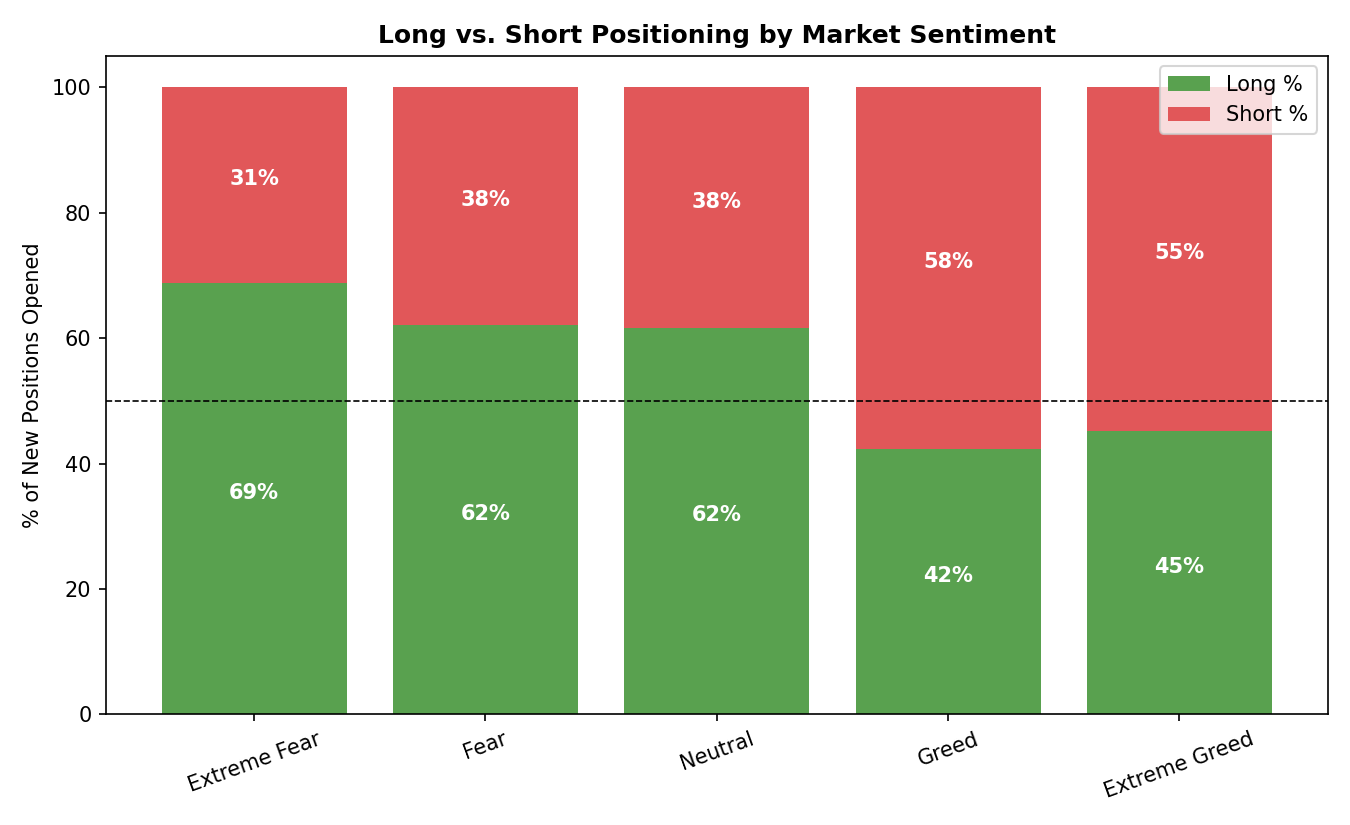 Long vs. Short Positioning by Market Sentiment
Long %
Short %
% of New Positions Opened
100
80
60
40
20
0
31%
38%
38%
58%
55%
69%
62%
62%
42%
45%
Extreme Fear
Fear
Neutral
Greed
Extreme Greed